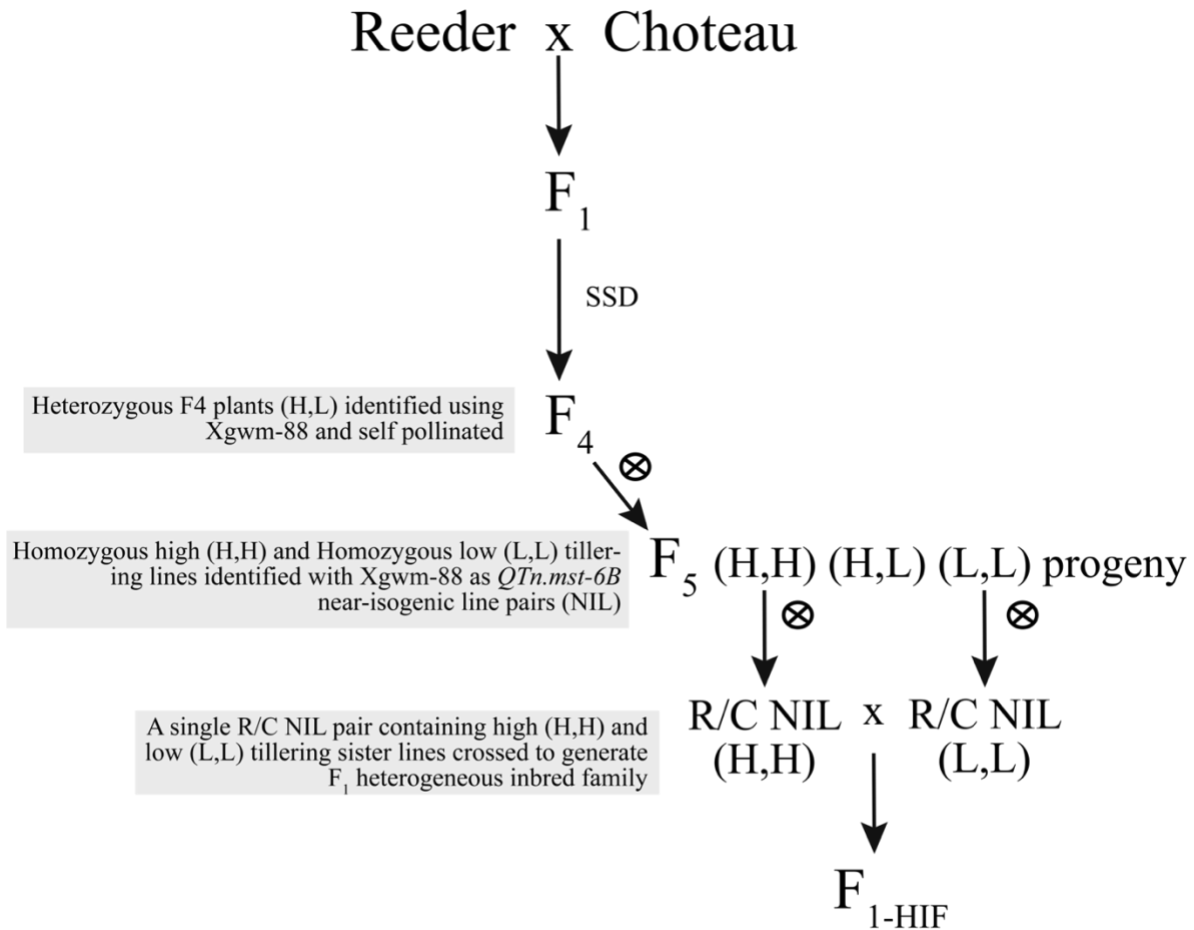 Reeder x Choteau
F1
SSD
Heterozygous F4 plants (H,L) identified using
Xgwm-88 and self pollinated
F4
Homozygous high (H,H) and Homozygous low (L,L) tiller-
ing lines identified with Xgwm-88 as QTn.mst-6B
near-isogenic line pairs (NIL)
F5 (H,H) (H,L) (L,L) progeny
A single R/C NIL pair containing high (H,H) and
low (L,L) tillering sister lines crossed to generate
F1 heterogeneous inbred family
R/C NIL x R/C NIL
(H,H) (L,L)
F1-HIF